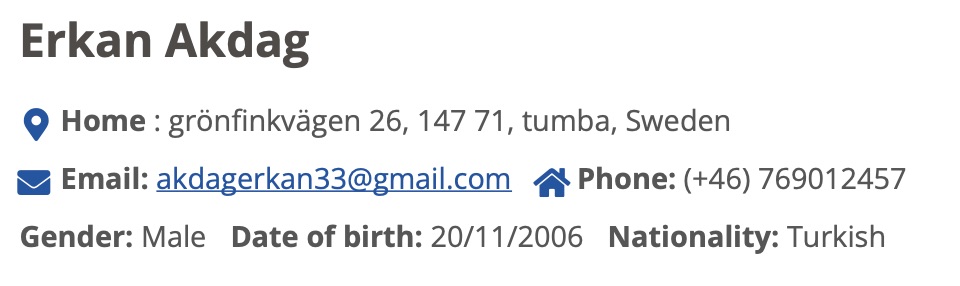 Erkan Akdag
Home : grönfinkvägen 26, 147 71, tumba, Sweden
Email: akdagerkan33@gmail.com Phone: (+46) 769012457
Gender: Male Date of birth: 20/11/2006 Nationality: Turkish